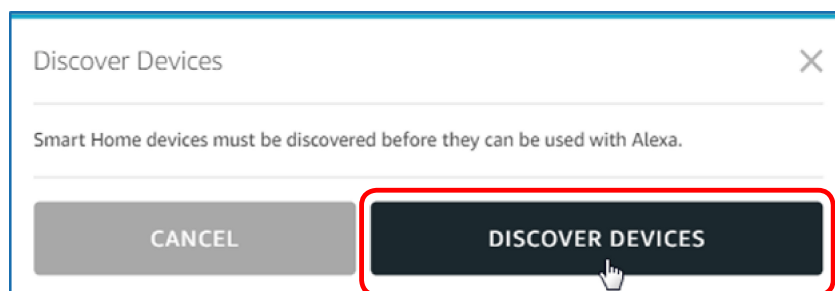 Discover Devices
Smart Home devices must be discovered before they can be used with Alexa.
CANCEL DISCOVER DEVICES